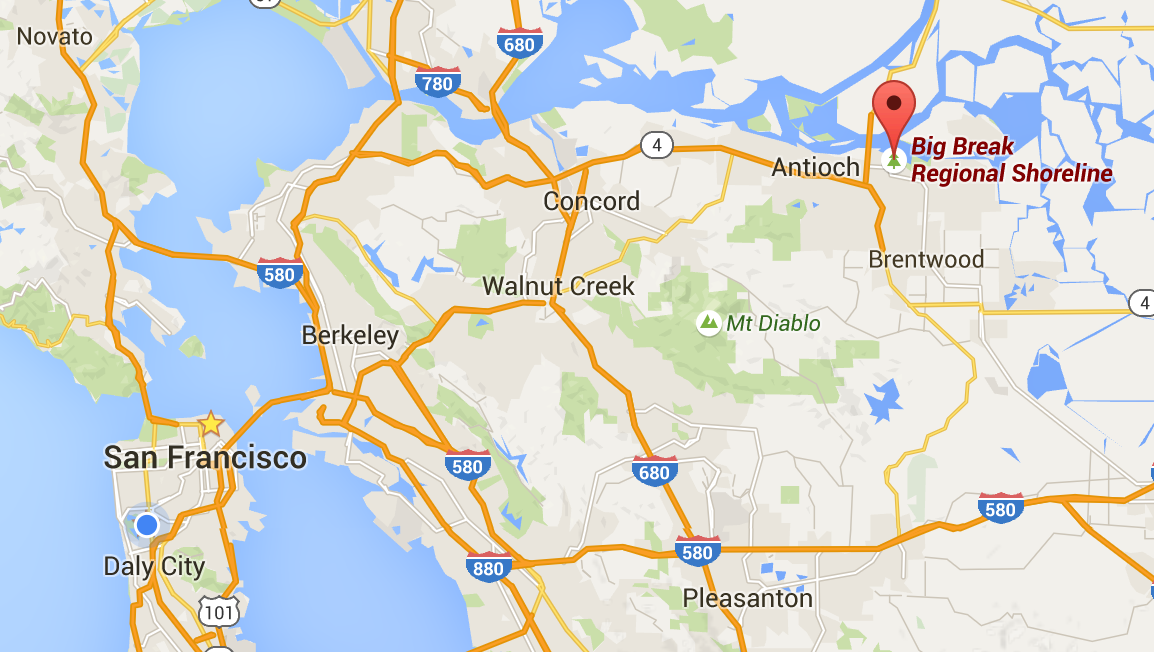 Novato
680
780
4
Antioch
Big Break
Regional Shoreline
Concord
Brentwood
580
Walnut Creek
4
Mt Diablo
Berkeley
San Francisco
580
680
580
Daly City
880
580
Pleasanton
101